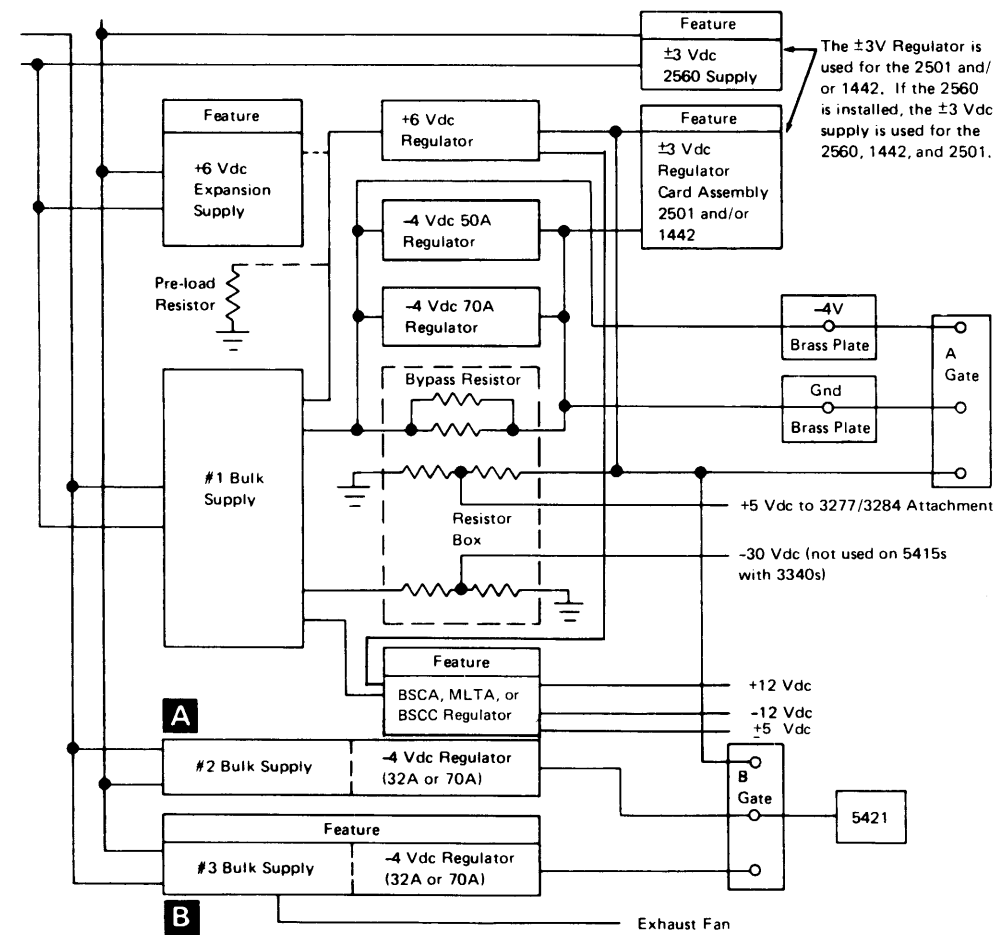 Feature
±3 Vdc
2560 Supply
The ±3V Regulator is
used for the 2501 and/
or 1442. If the 2560
is installed, the ±3 Vdc
supply is used for the
2560, 1442, and 2501.
Feature
+6 Vdc
Expansion
Supply
+6 Vdc
Regulator
Feature
±3 Vdc
Regulator
Card Assembly
2501 and/or
1442
-4 Vdc 50A
Regulator
Pre-load
Resistor
-4 Vdc 70A
Regulator
-4V
Brass Plate
A
Gate
Gnd
Brass Plate
Bypass Resistor
#1 Bulk
Supply
Resistor
Box
+5 Vdc to 3277/3284 Attachment
-30 Vdc (not used on 5415s
with 3340s)
Feature
BSCA, MLTA, or
BSCC Regulator
+12 Vdc
-12 Vdc
±5 Vdc
A
#2 Bulk Supply
-4 Vdc Regulator
(32A or 70A)
B
Gate
5421
Feature
#3 Bulk Supply
-4 Vdc Regulator
(32A or 70A)
B
Exhaust Fan